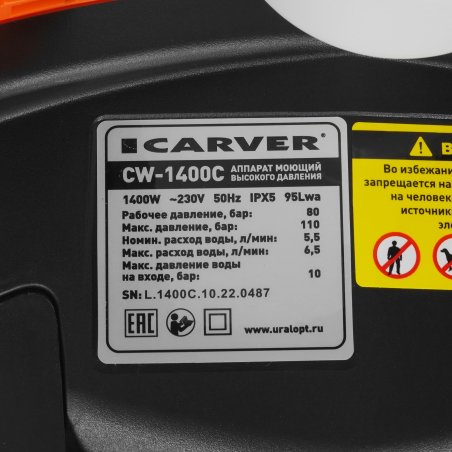 CARVER
CW-1400C АППАРАТ МОЮЩИЙ
ВЫСОКОГО ДАВЛЕНИЯ
1400W ~230V 50Hz IPX5 95Lwa
Рабочее давление, бар: 80
Макс. давление, бар: 110
Номин. расход воды, л/мин: 5,5
Макс. расход воды, л/мин: 6,5
Макс. давление воды
на входе, бар: 10
SN: L.1400C.10.22.0487
EAC
www.uralopt.ru
Во избежани
запрещается на
на человек
источник
эле